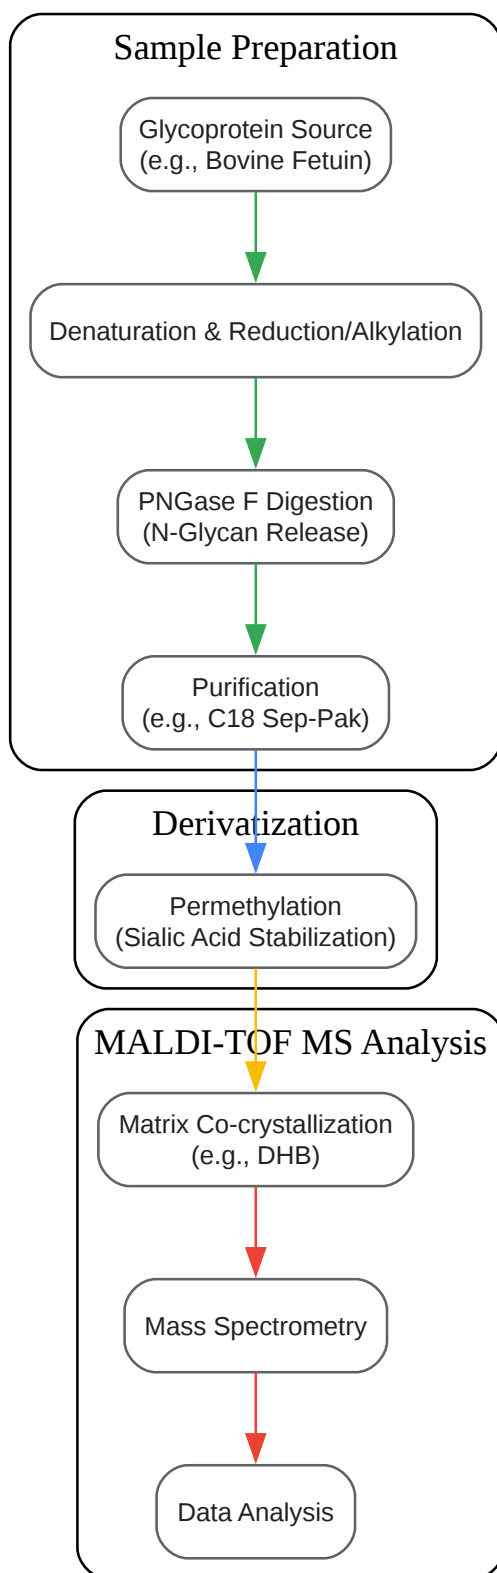 Sample Preparation
Glycoprotein Source
(e.g., Bovine Fetuin)
Denaturation & Reduction/Alkylation
PNGase F Digestion
(N-Glycan Release)
Purification
(e.g., C18 Sep-Pak)
Derivatization
Permethylation
(Sialic Acid Stabilization)
MALDI-TOF MS Analysis
Matrix Co-crystallization
(e.g., DHB)
Mass Spectrometry
Data Analysis